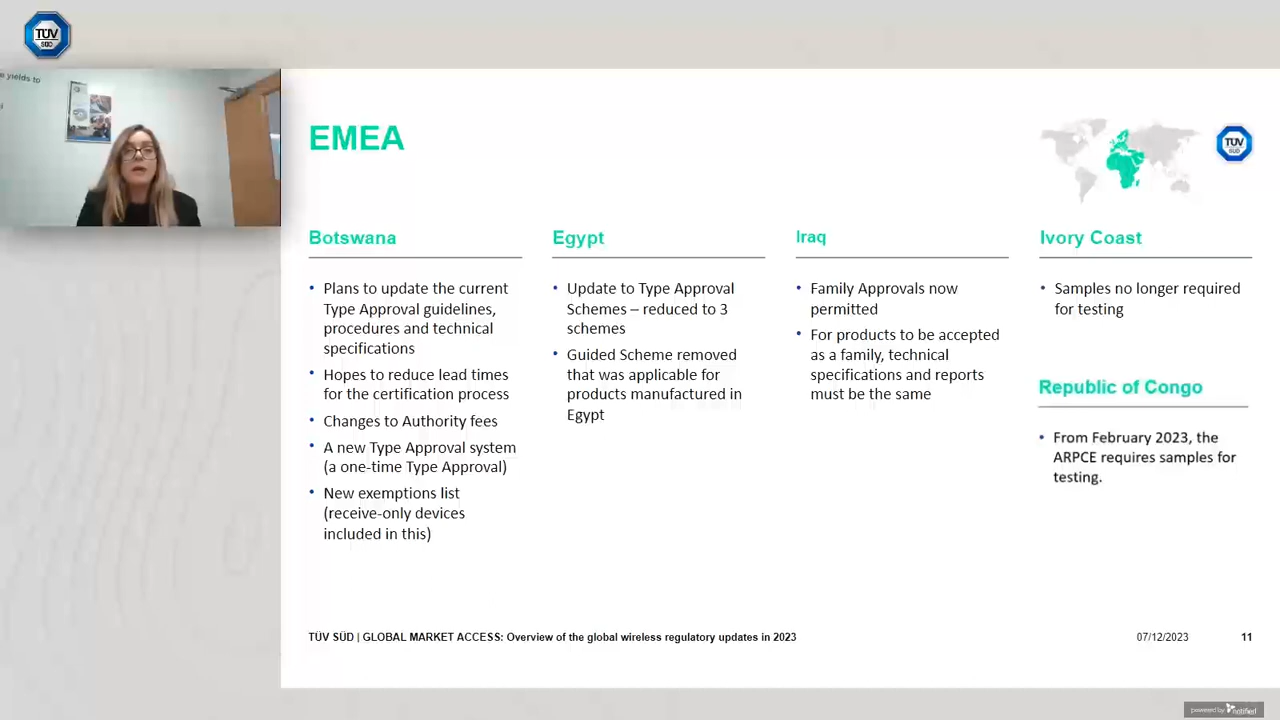 TÜV
SÜD
yields to
EMEA
TÜV
SÜD
Botswana
• Plans to update the current
Type Approval guidelines,
procedures and technical
specifications
• Hopes to reduce lead times
for the certification process
• Changes to Authority fees
• A new Type Approval system
(a one-time Type Approval)
• New exemptions list
(receive-only devices
included in this)
Egypt
• Update to Type Approval
Schemes – reduced to 3
schemes
• Guided Scheme removed
that was applicable for
products manufactured in
Egypt
Iraq
• Family Approvals now
permitted
• For products to be accepted
as a family, technical
specifications and reports
must be the same
Ivory Coast
• Samples no longer required
for testing
Republic of Congo
• From February 2023, the
ARPCE requires samples for
testing.
TÜV SÜD | GLOBAL MARKET ACCESS: Overview of the global wireless regulatory updates in 2023
07/12/2023
11
powered by notified